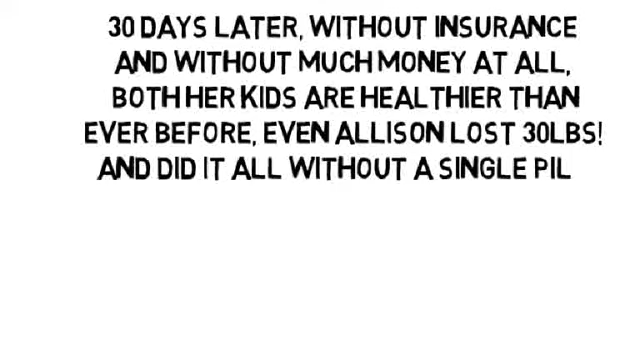 30 DAYS LATER, WITHOUT INSURANCE
AND WITHOUT MUCH MONEY AT ALL,
BOTH HER KIDS ARE HEALTHIER THAN
EVER BEFORE, EVEN ALLISON LOST 30LBS!
AND DID IT ALL WITHOUT A SINGLE PIL